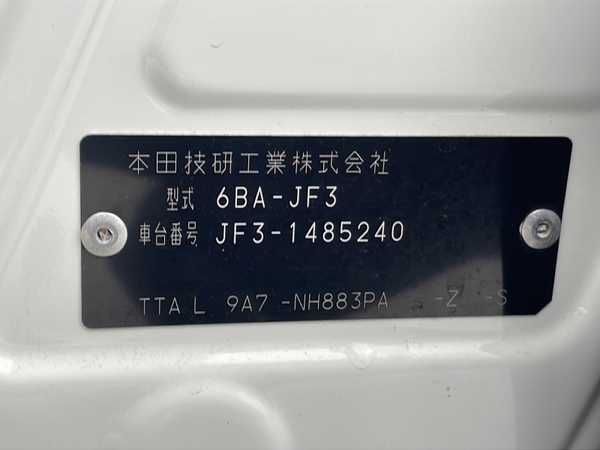 本田技研工業株式会社
型式 6BA-JF3
車台番号 JF3-1485240
TTA L 9A7 -NH883PA -Z -S